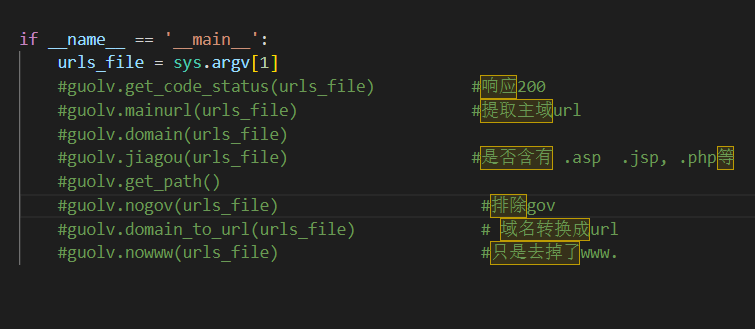 if __name__ == '__main__':
urls_file = sys.argv[1]
#guolv.get_code_status(urls_file) #响应200
#guolv.mainurl(urls_file) #提取主域url
#guolv.domain(urls_file)
#guolv.jiagou(urls_file) #是否含有 .asp .jsp, .php等
#guolv.get_path()
#guolv.nogov(urls_file) #排除gov
#guolv.domain_to_url(urls_file) # 域名转换成url
#guolv.nowww(urls_file) #只是去掉了www.